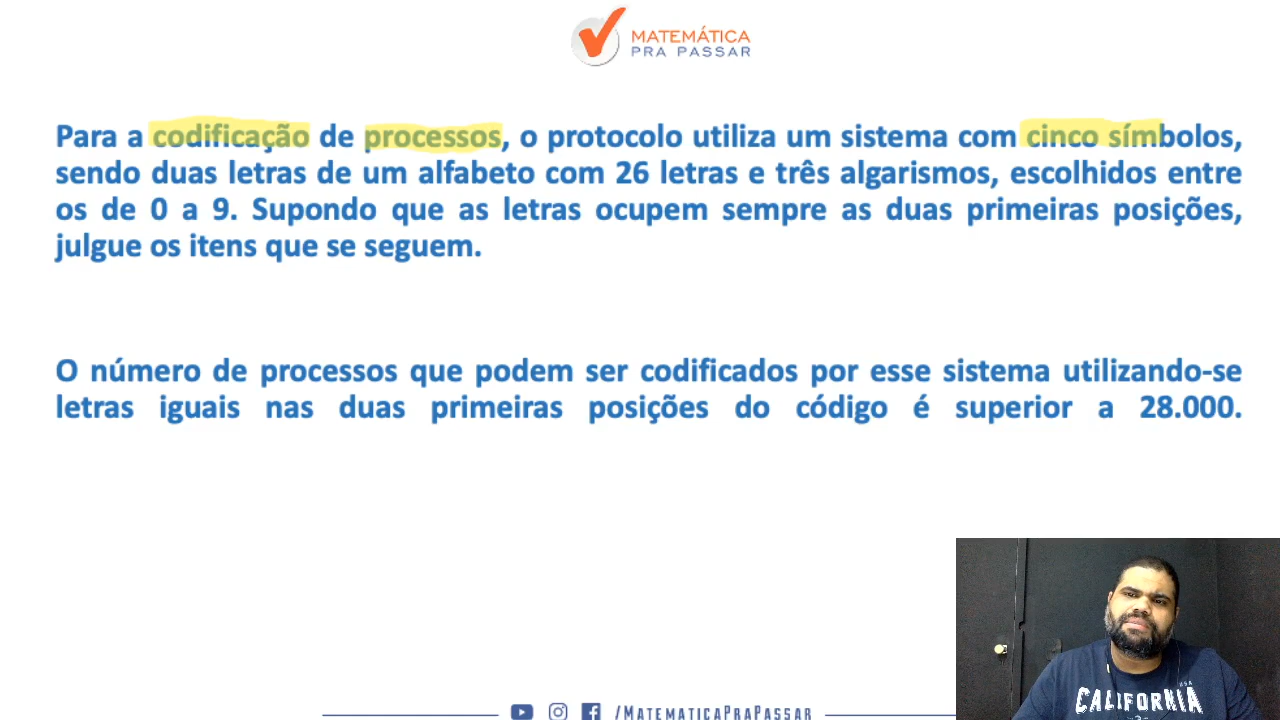 MATEMÁTICA
PRA PASSAR
Para a codificação de processos, o protocolo utiliza um sistema com cinco símbolos,
sendo duas letras de um alfabeto com 26 letras e três algarismos, escolhidos entre
os de 0 a 9. Supondo que as letras ocupem sempre as duas primeiras posições,
julgue os itens que se seguem.
O número de processos que podem ser codificados por esse sistema utilizando-se
letras iguais nas duas primeiras posições do código é superior a 28.000.
CALIFORNIA
/MATEMATICAPRAPASSAR